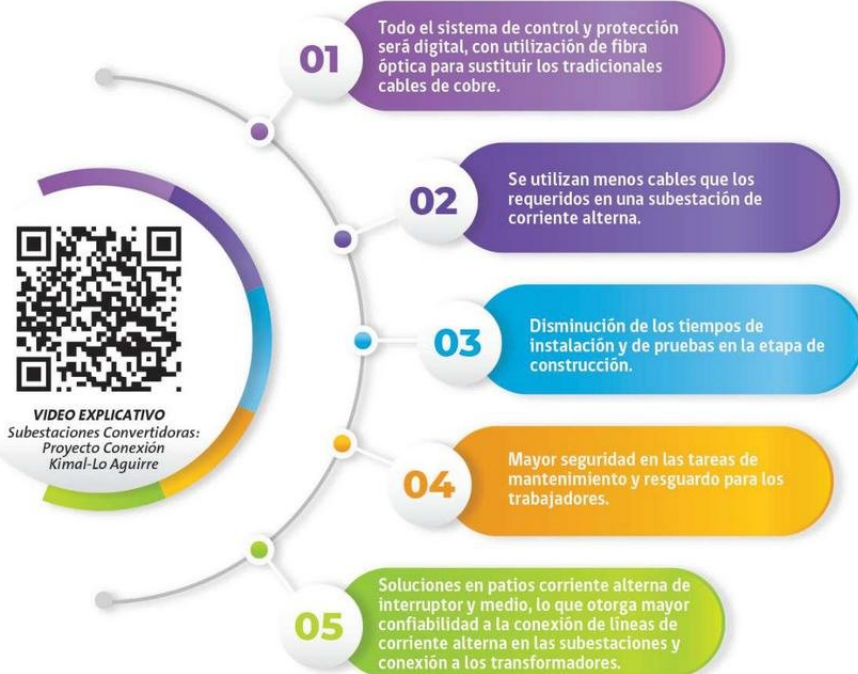 01
Todo el sistema de control y protección
será digital, con utilización de fibra
óptica para sustituir los tradicionales
cables de cobre.
02
Se utilizan menos cables que los
requeridos en una subestación de
corriente alterna.
VIDEO EXPLICATIVO
Subestaciones Convertidoras:
Proyecto Conexión
Kimal-Lo Aguirre
03
Disminución de los tiempos de
instalación y de pruebas en la etapa de
construcción.
04
Mayor seguridad en las tareas de
mantenimiento y resguardo para los
trabajadores.
05
Soluciones en patios corriente alterna de
interruptor y medio, lo que otorga mayor
confiabilidad a la conexión de líneas de
corriente alterna en las subestaciones y
conexión a los transformadores.